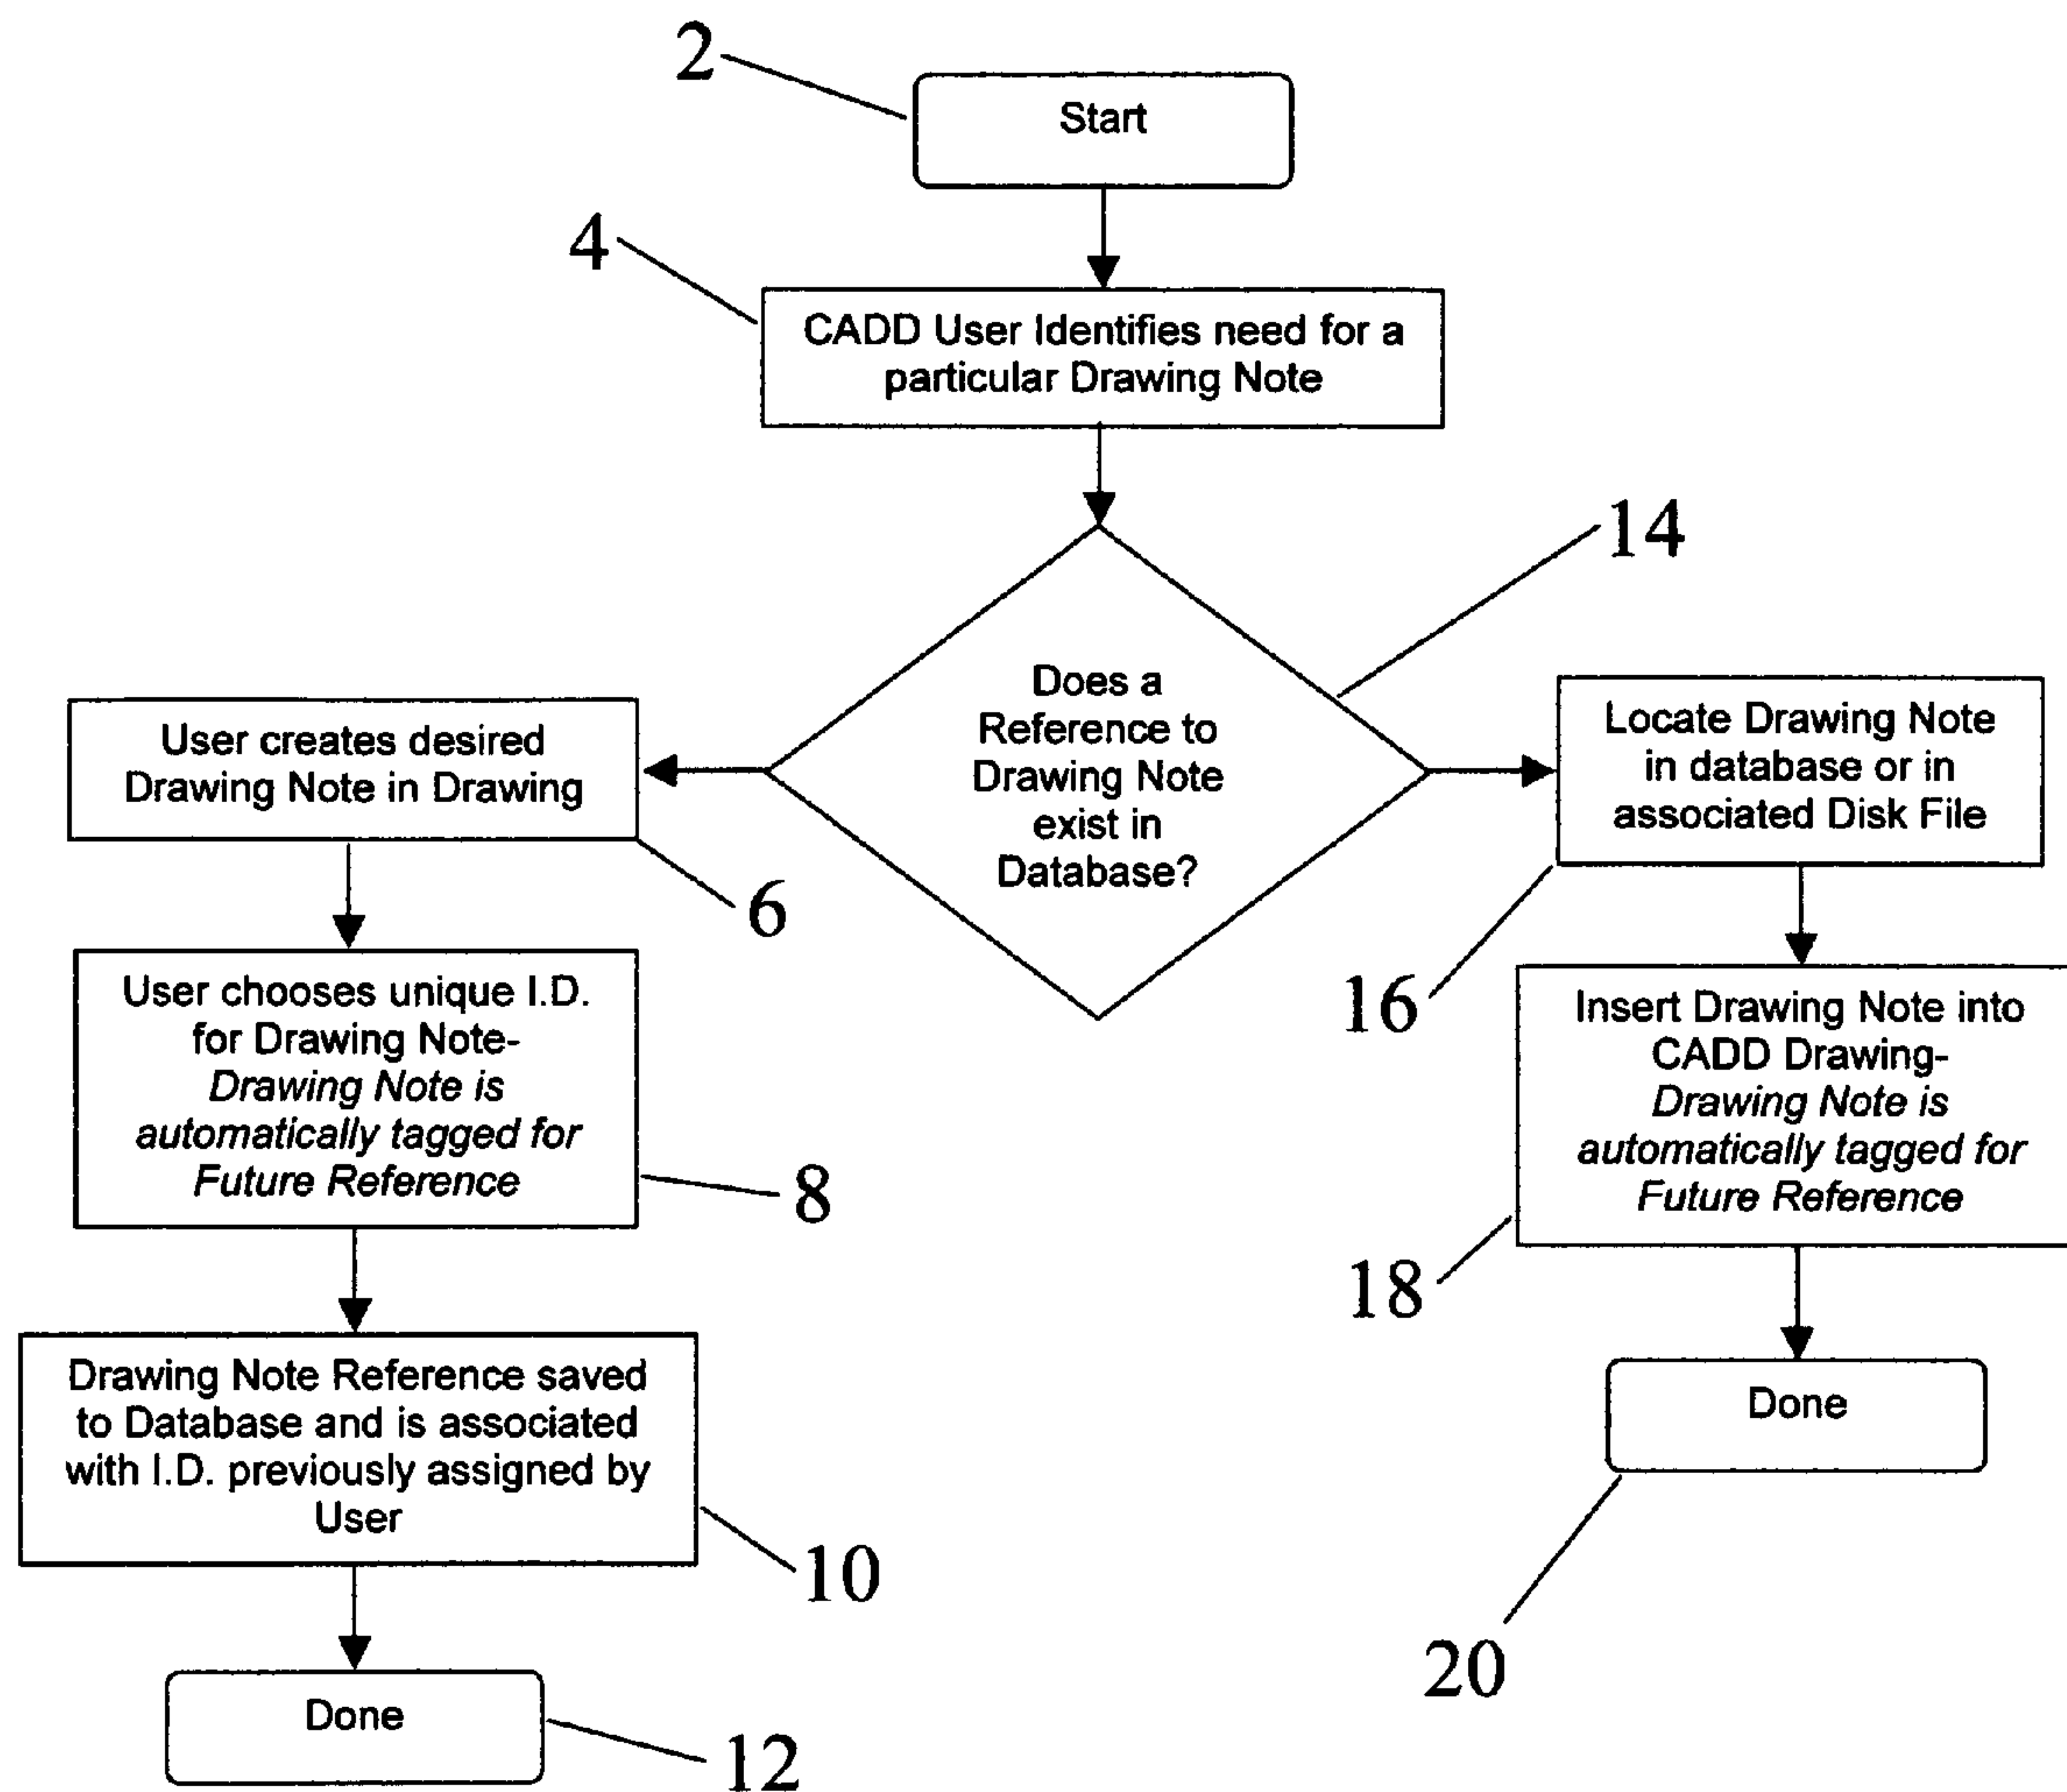 2
Start
4
CADD User Identifies need for a
particular Drawing Note
14
Does a
Reference to
Drawing Note
exist in
Database?
User creates desired
Drawing Note in Drawing
6
User chooses unique I.D.
for Drawing Note-
Drawing Note is
automatically tagged for
Future Reference
8
Drawing Note Reference saved
to Database and is associated
with I.D. previously assigned by
User
10
Done
12
Locate Drawing Note
in database or in
associated Disk File
16
Insert Drawing Note into
CADD Drawing-
Drawing Note is
automatically tagged for
Future Reference
18
Done
20